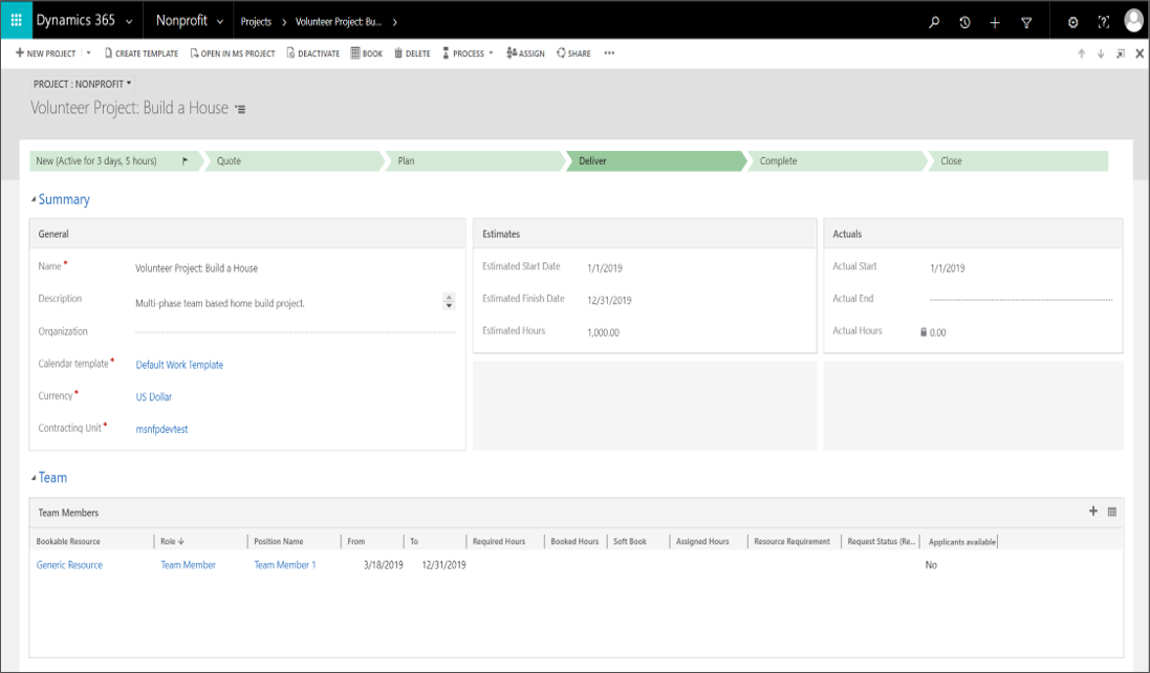 Dynamics 365 Nonprofit Projects > Volunteer Project: Bu... >
+ NEW PROJECT CREATE TEMPLATE OPEN IN MS PROJECT DEACTIVATE BOOK DELETE PROCESS ASSIGN SHARE ...
PROJECT : NONPROFIT
Volunteer Project: Build a House
New (Active for 3 days, 5 hours) Quote Plan Deliver Complete Close
Summary
General Estimates Actuals
Name* Volunteer Project: Build a House Estimated Start Date 1/1/2019 Actual Start 1/1/2019
Description Multi-phase team based home build project. Estimated Finish Date 12/31/2019 Actual End
Organization Estimated Hours 1,000.00 Actual Hours 0.00
Calendar template* Default Work Template
Currency* US Dollar
Contracting Unit* msnfpdevtest
Team
Team Members
Bookable Resource Role Position Name From To Required Hours Booked Hours Soft Book Assigned Hours Resource Requirement Request Status (Re... Applicants available
Generic Resource Team Member Team Member 1 3/18/2019 12/31/2019 No